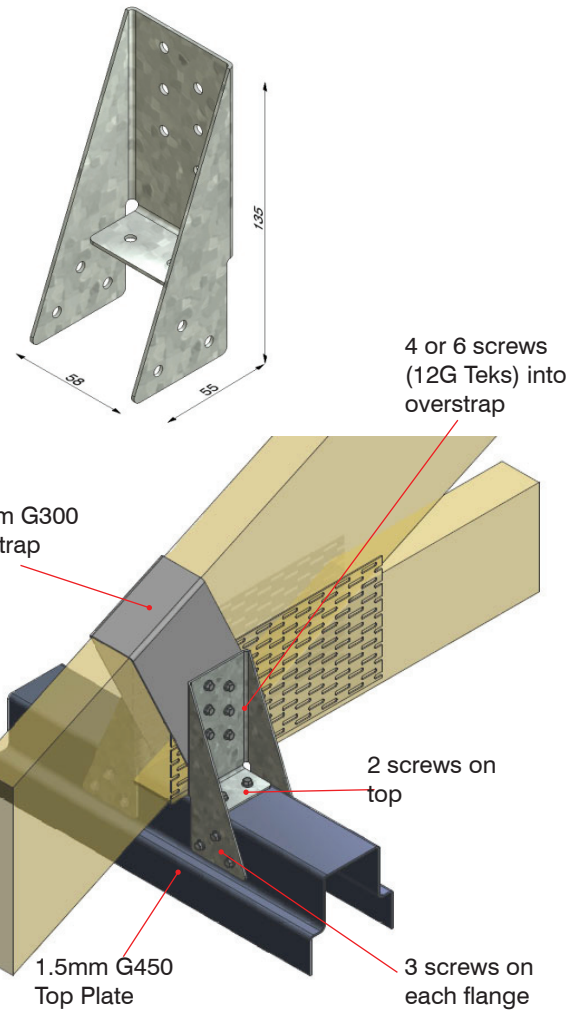 135
58
55
4 or 6 screws
(12G Teks) into
overstrap
G300
2 screws on
top
1.5mm G450
Top Plate
3 screws on
each flange